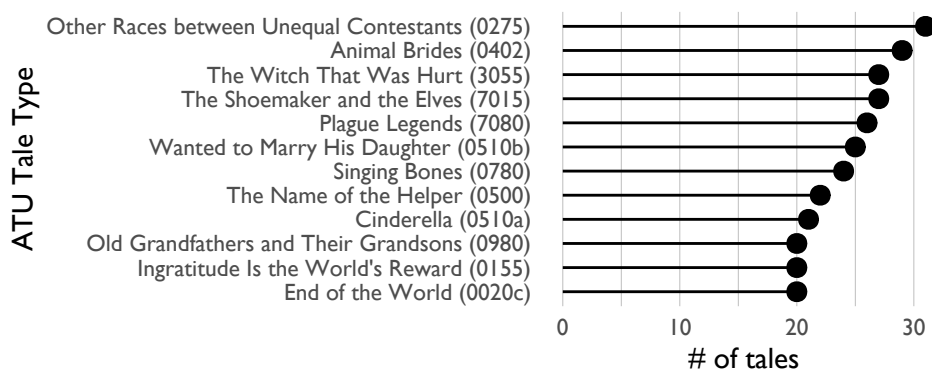 Other Races between Unequal Contestants (0275)
Animal Brides (0402)
The Witch That Was Hurt (3055)
The Shoemaker and the Elves (7015)
Plague Legends (7080)
Wanted to Marry His Daughter (0510b)
Singing Bones (0780)
The Name of the Helper (0500)
Cinderella (0510a)
Old Grandfathers and Their Grandsons (0980)
Ingratitude Is the World's Reward (0155)
End of the World (0020c)
ATU Tale Type
0 10 20 30
# of tales